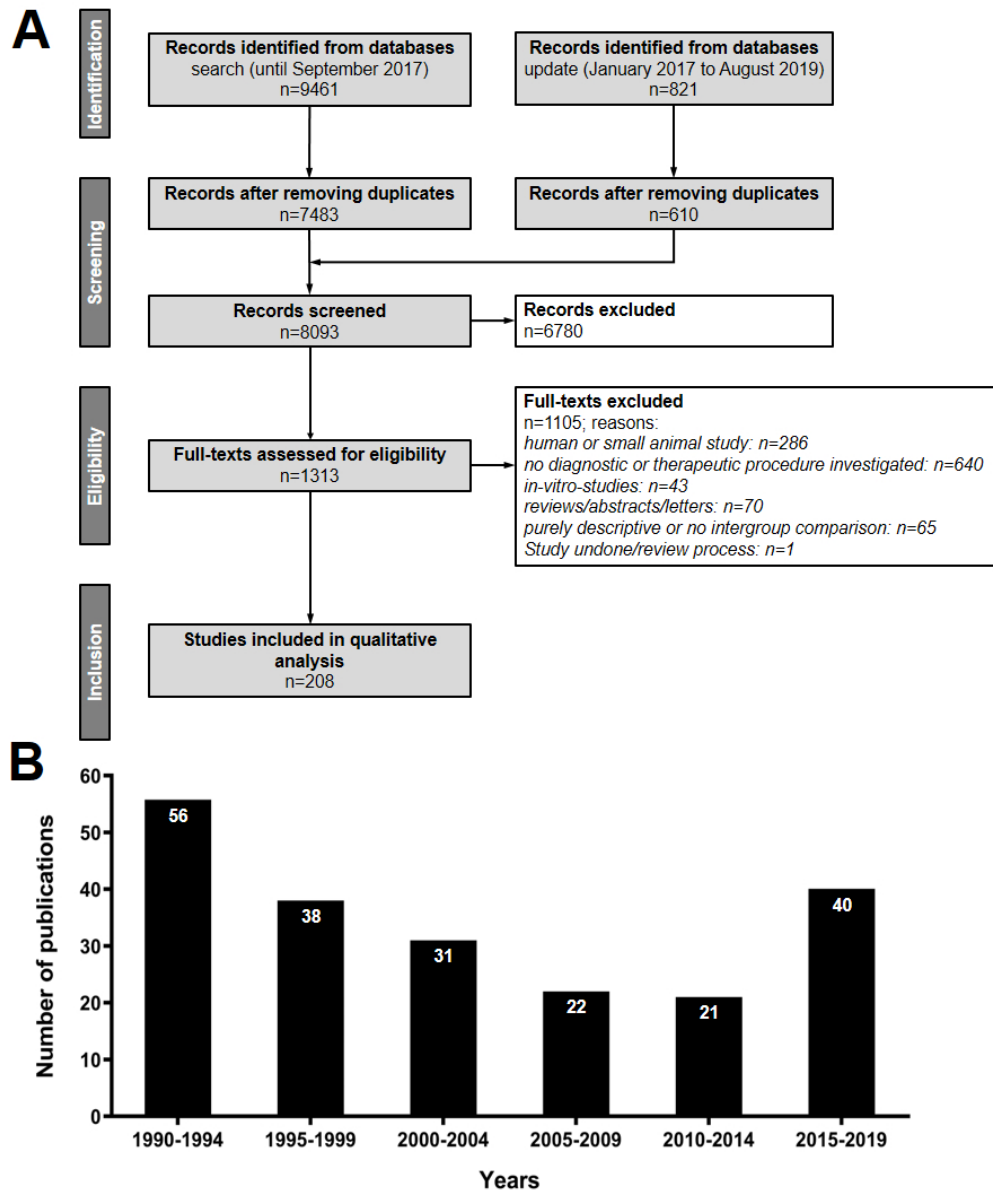 A
Identification
Records identified from databases
search (until September 2017)
n=9461
Records identified from databases
update (January 2017 to August 2019)
n=821
Screening
Records after removing duplicates
n=7483
Records after removing duplicates
n=610
Records screened
n=8093
Records excluded
n=6780
Eligibility
Full-texts assessed for eligibility
n=1313
Full-texts excluded
n=1105; reasons:
human or small animal study: n=286
no diagnostic or therapeutic procedure investigated: n=640
in-vitro-studies: n=43
reviews/abstracts/letters: n=70
purely descriptive or no intergroup comparison: n=65
Study undone/review process: n=1
Inclusion
Studies included in qualitative
analysis
n=208
B
Number of publications
60
50
40
30
20
10
0
56
38
31
22
21
40
1990-1994
1995-1999
2000-2004
2005-2009
2010-2014
2015-2019
Years